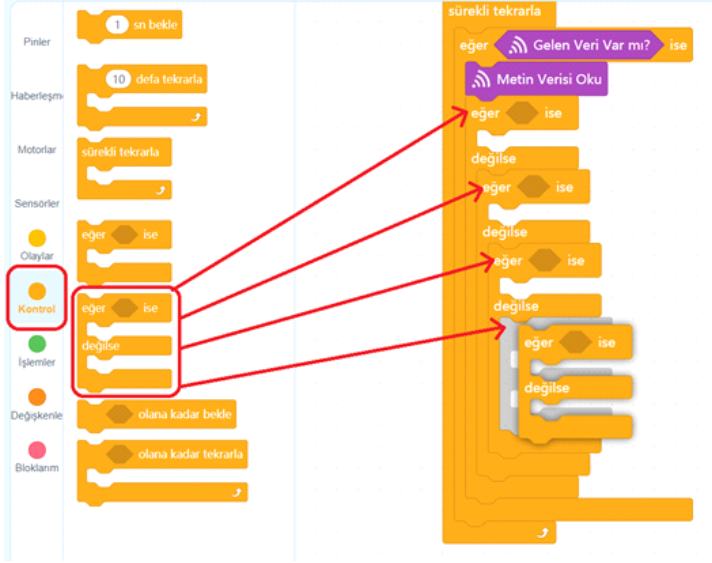 Pinler
Haberleşme
Motorlar
Sensörler
Olaylar
Kontrol
İşlemler
Değişkenle
Bloklarım
1 sn bekle
10 defa tekrarla
sürekli tekrarla
eğer ise
eğer ise
değilse
olana kadar bekle
olana kadar tekrarla
sürekli tekrarla
eğer Gelen Veri Var mı? ise
Metin Verisi Oku
eğer ise
değilse
eğer ise
değilse
eğer ise
değilse
eğer ise
değilse